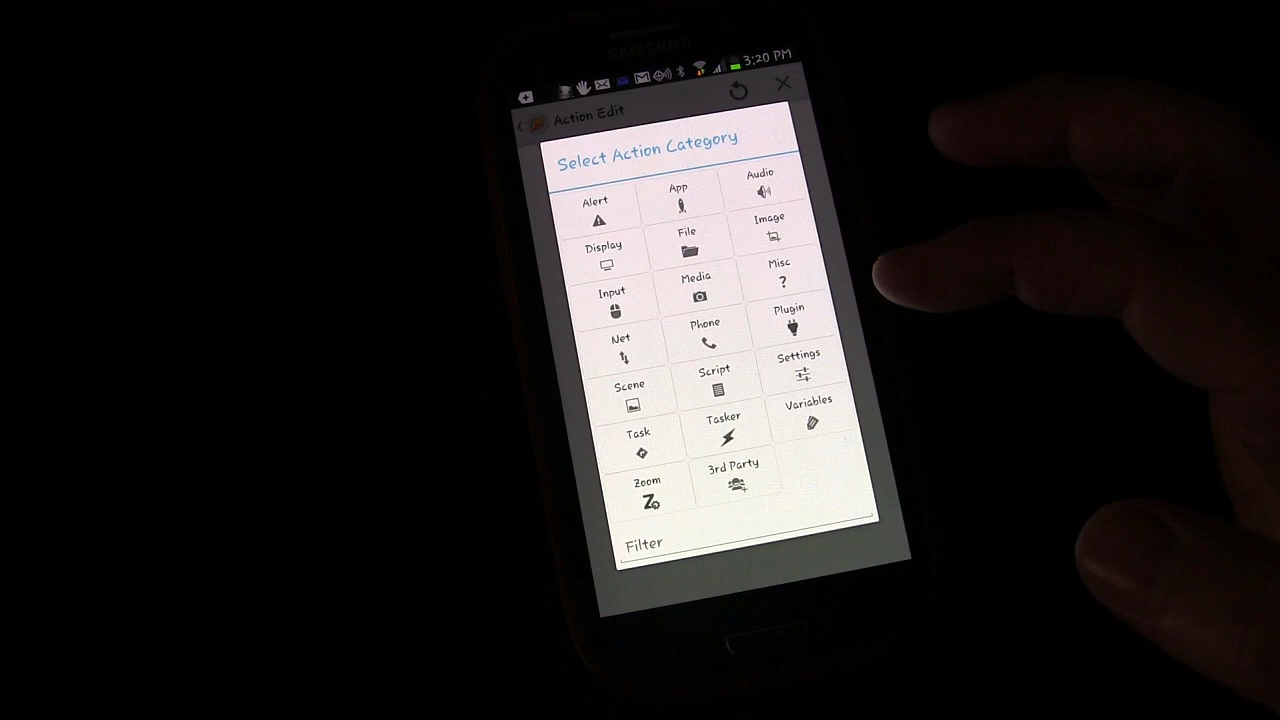 SAMSUNG
3:20 PM
Action Edit
Select Action Category
Alert App Audio
Display File Image
Input Media Misc
Net Phone Plugin
Scene Script Settings
Task Tasker Variables
Zoom 3rd Party
Filter